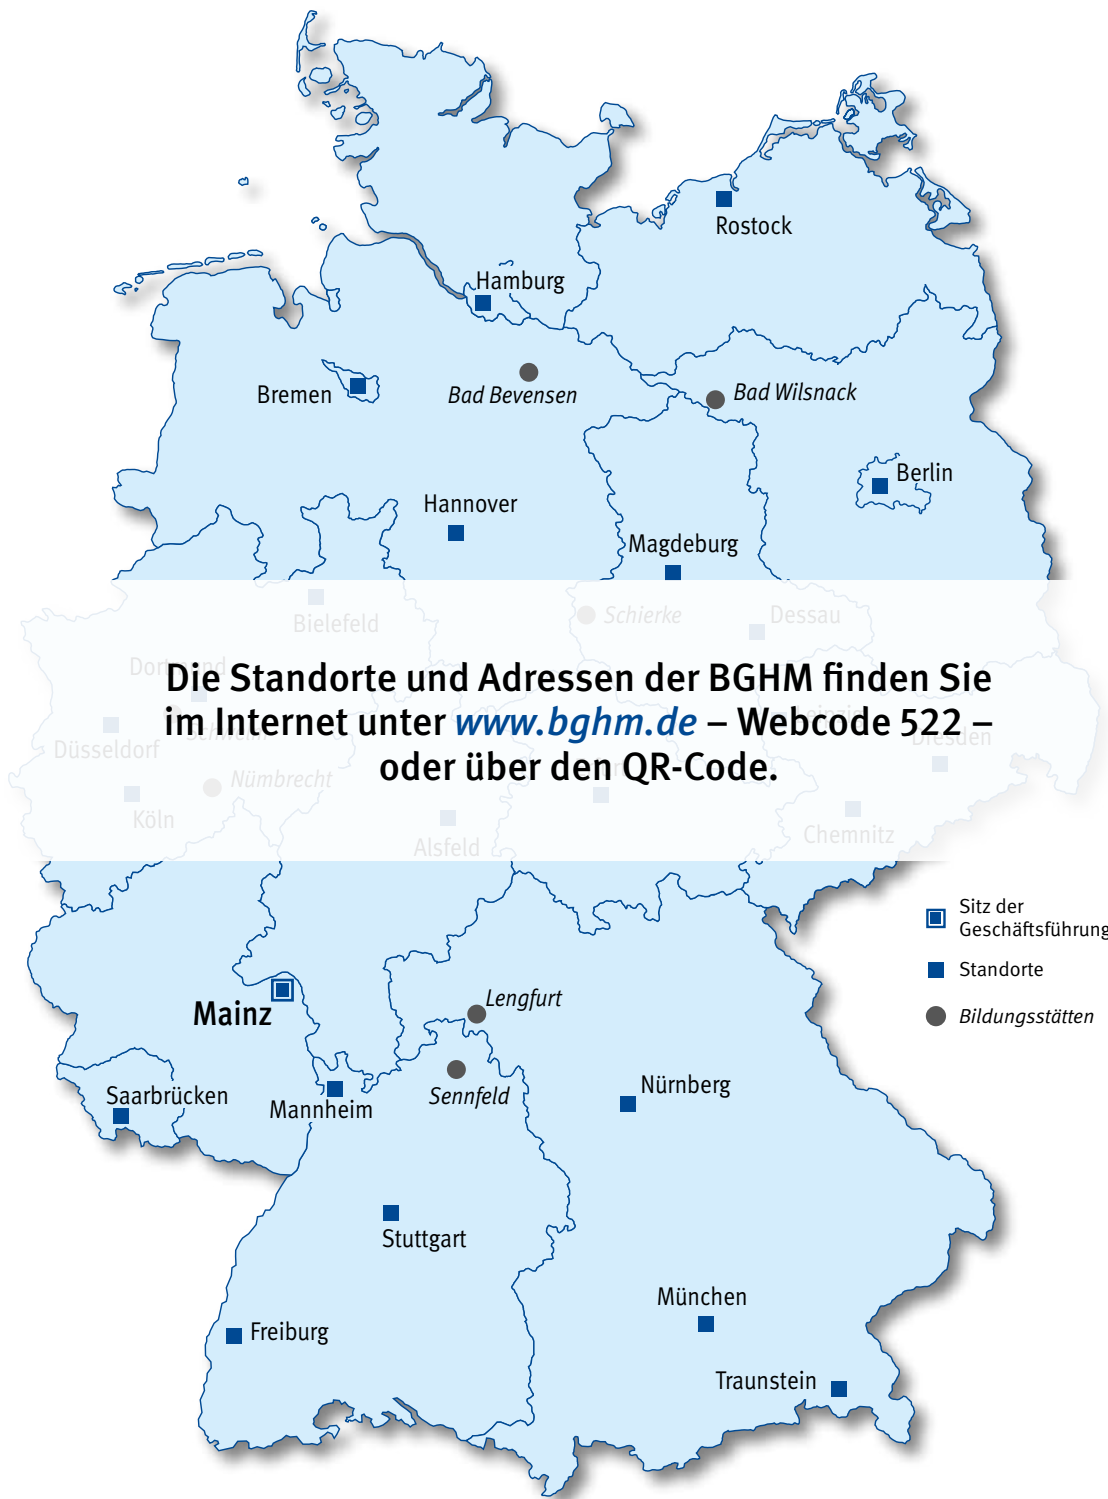 Rostock
Hamburg
Bremen
Bad Bevensen
Bad Wilsnack
Berlin
Hannover
Magdeburg
Bielefeld
Schierke
Dessau
Dortmund
Die Standorte und Adressen der BGHM finden Sie
im Internet unter www.bghm.de – Webcode 522 –
oder über den QR-Code.
Leipzig
Düsseldorf
Dresden
Nümbrecht
Köln
Alsfeld
Chemnitz
Sitz der
Geschäftsführung
Standorte
Bildungsstätten
Mainz
Lengfurt
Saarbrücken
Mannheim
Sennfeld
Nürnberg
Stuttgart
München
Freiburg
Traunstein